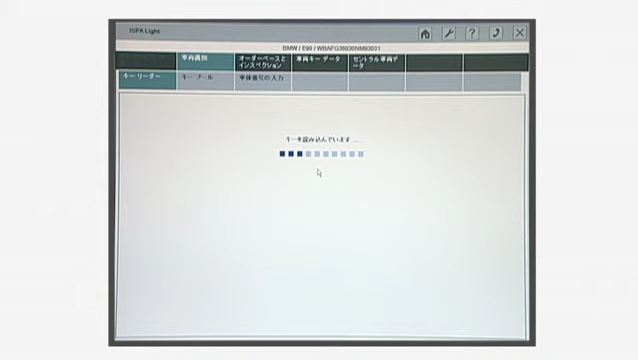 ISPA Light
BMW / E90 / WBAPG36030NM93031
車両識別
オーダーベースと
インスペクション
車両キー データ
セントラル 車両デ
ータ
キー リーダー
キー プール
車体番号の入力
キーを読み込んでいます ...